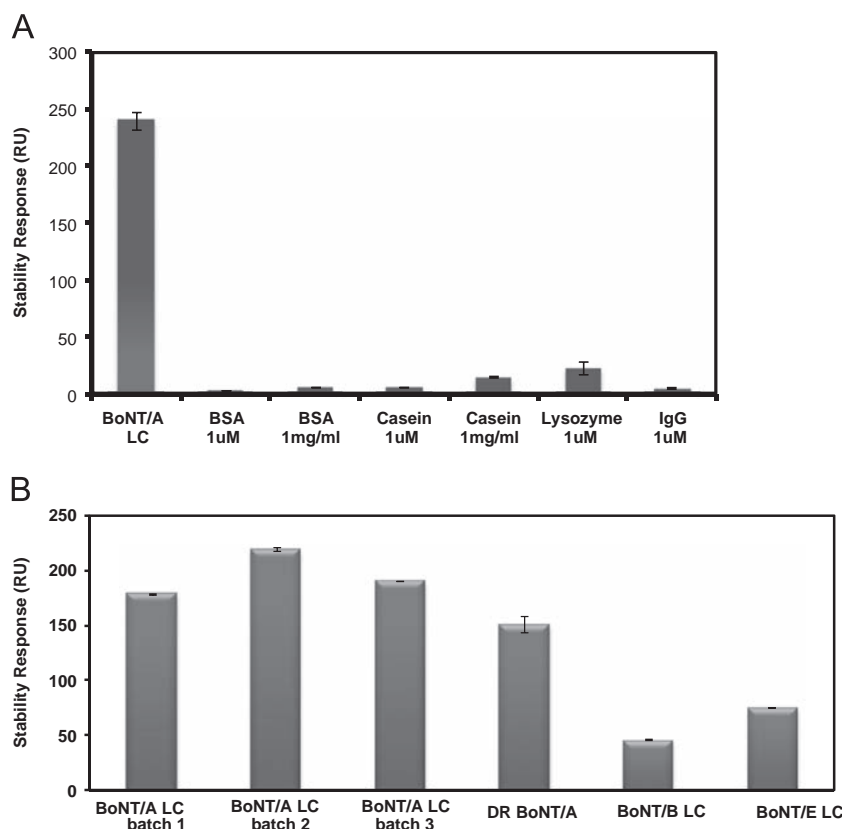 A
300
250
200
150
100
50
0
Stability Response (RU)
BoNT/A LC
BSA 1uM
BSA 1mg/ml
Casein 1uM
Casein 1mg/ml
Lysozyme 1uM
IgG 1uM
B
250
200
150
100
50
0
Stability Response (RU)
BoNT/A LC batch 1
BoNT/A LC batch 2
BoNT/A LC batch 3
DR BoNT/A
BoNT/B LC
BoNT/E LC